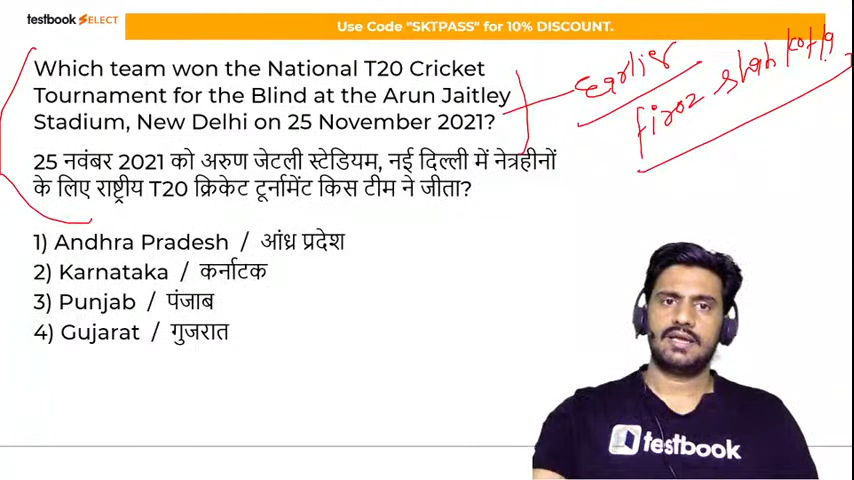 testbook SELECT
Use Code "SKTPASS" for 10% DISCOUNT.
Which team won the National T20 Cricket
Tournament for the Blind at the Arun Jaitley
Stadium, New Delhi on 25 November 2021?
Earlier
firoz shah kotla
25 नवंबर 2021 को अरुण जेटली स्टेडियम, नई दिल्ली में नेत्रहीनों
के लिए राष्ट्रीय T20 क्रिकेट टूर्नामेंट किस टीम ने जीता?
1) Andhra Pradesh / आंध्र प्रदेश
2) Karnataka / कर्नाटक
3) Punjab / पंजाब
4) Gujarat / गुजरात
testbook